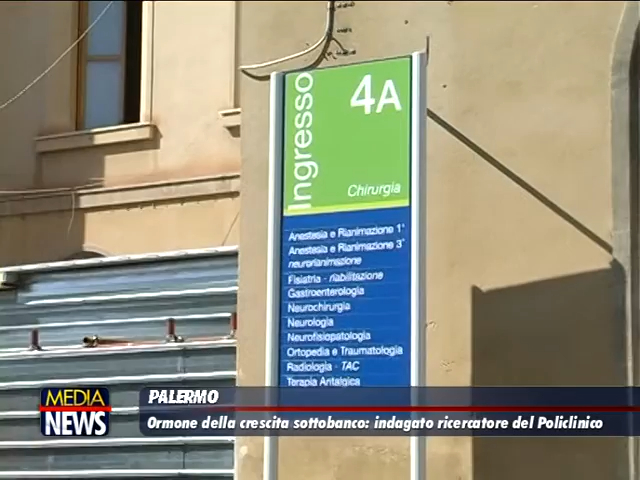 Ingresso
4A
Chirurgia
Anestesia e Rianimazione 1°
Anestesia e Rianimazione 3°
neurorianimazione
Fisiatria - riabilitazione
Gastroenterologia
Neurochirurgia
Neurologia
Neurofisiopatologia
Ortopedia e Traumatologia
Radiologia - TAC
Terapia Antalgica
MEDIA
NEWS
PALERMO
Ormone della crescita sottobanco: indagato ricercatore del Policlinico